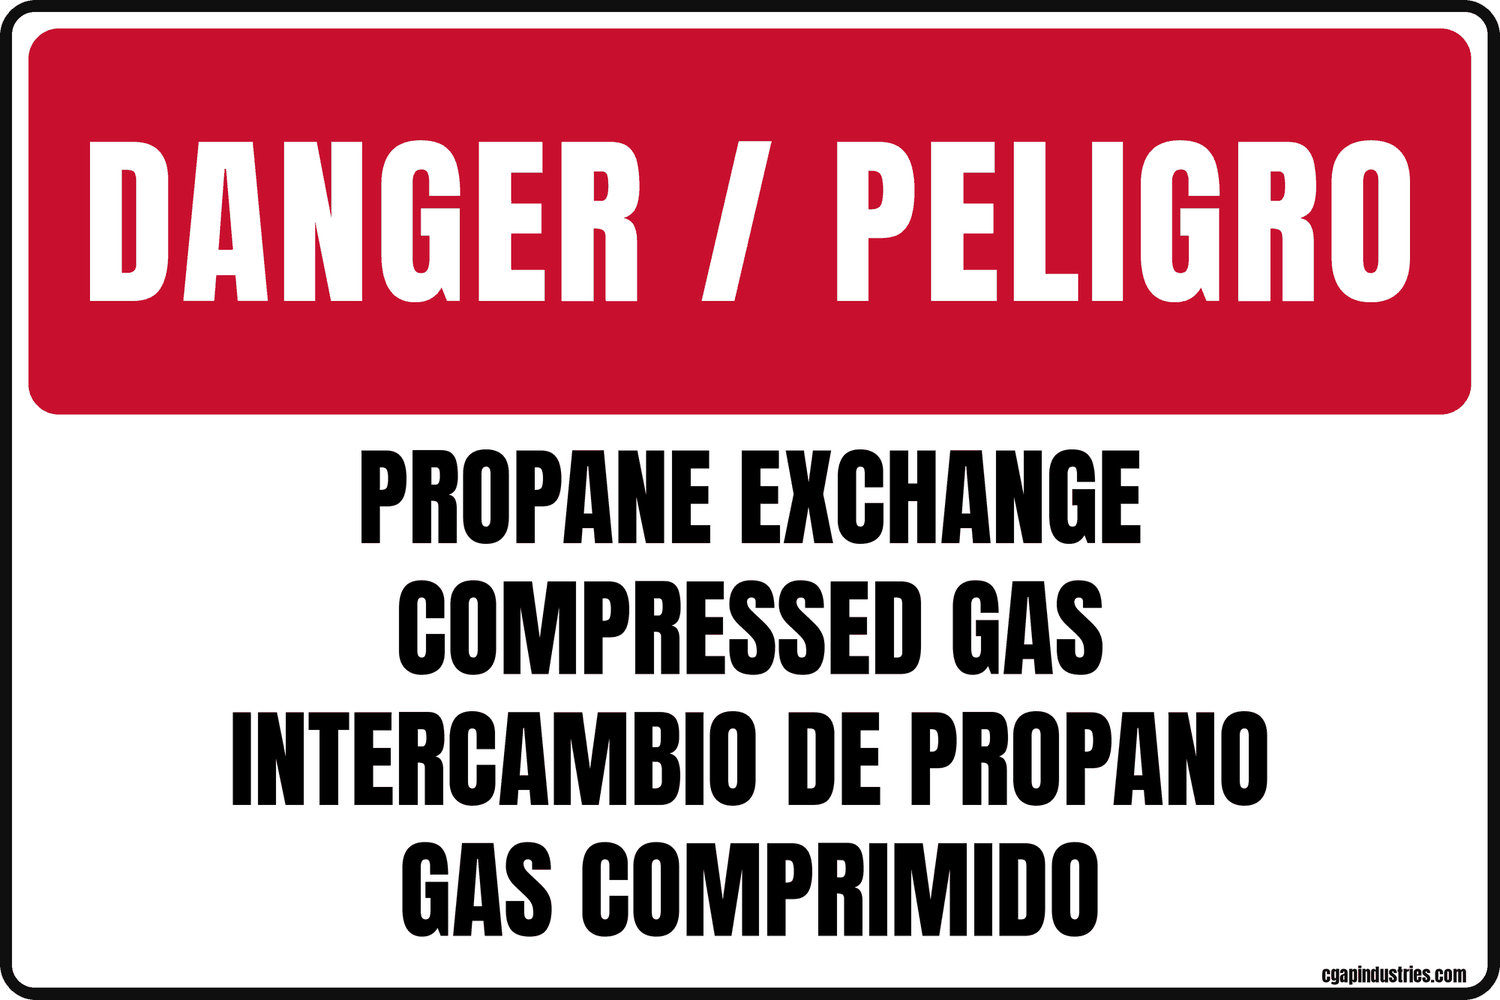 DANGER / PELIGRO
PROPANE EXCHANGE
COMPRESSED GAS
INTERCAMBIO DE PROPANO
GAS COMPRIMIDO
cgapindustries.com